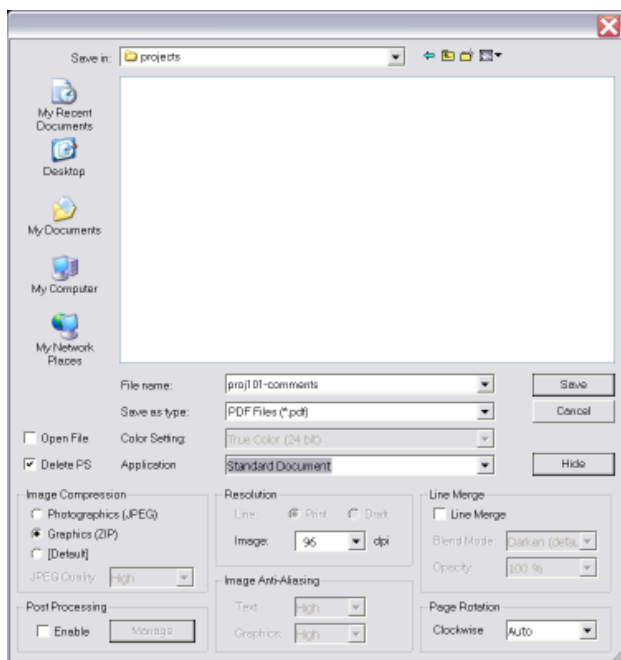 Save in: projects
My Recent
Documents
Desktop
My Documents
My Computer
My Network
Places
File name: proj101-comments Save
Save as type: PDF Files (*.pdf) Cancel
Open File Color Setting: True Color (24 bit)
Delete PS Application Standard Document Hide
Image Compression
Photographics (JPEG)
Graphics (ZIP)
[Default]
JPEG Quality High
Resolution
Line: Print Draft
Image: 96 dpi
Line Merge
Line Merge
Blend Mode: Darken (defau
Opacity: 100 %
Image Anti-Aliasing
Text: High
Graphics: High
Post Processing
Enable Manage
Page Rotation
Clockwise Auto